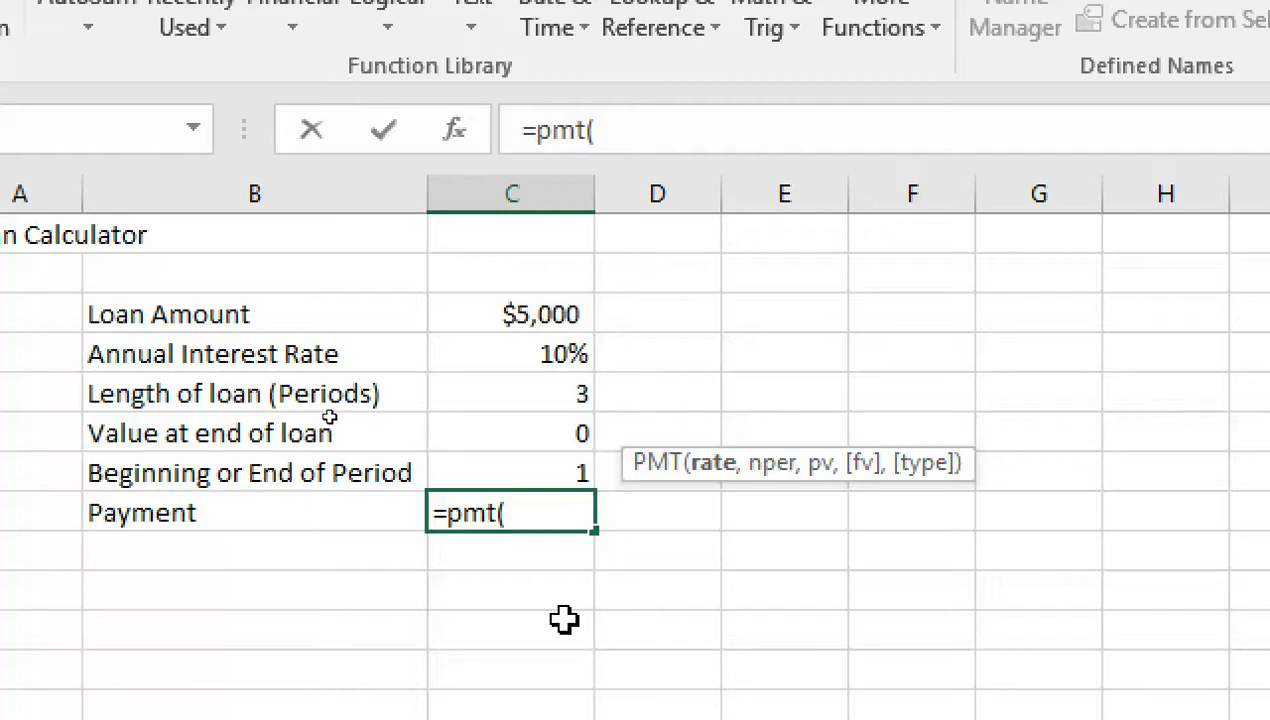 AutoSum Recently Financial Logical Text Date & Lookup & Math & More Name
Used Time Reference Trig Functions Manager Create from Sel
Function Library Defined Names
=pmt(
A B C D E F G H
n Calculator
Loan Amount $5,000
Annual Interest Rate 10%
Length of loan (Periods) 3
Value at end of loan 0
Beginning or End of Period 1 PMT(rate, nper, pv, [fv], [type])
Payment =pmt(